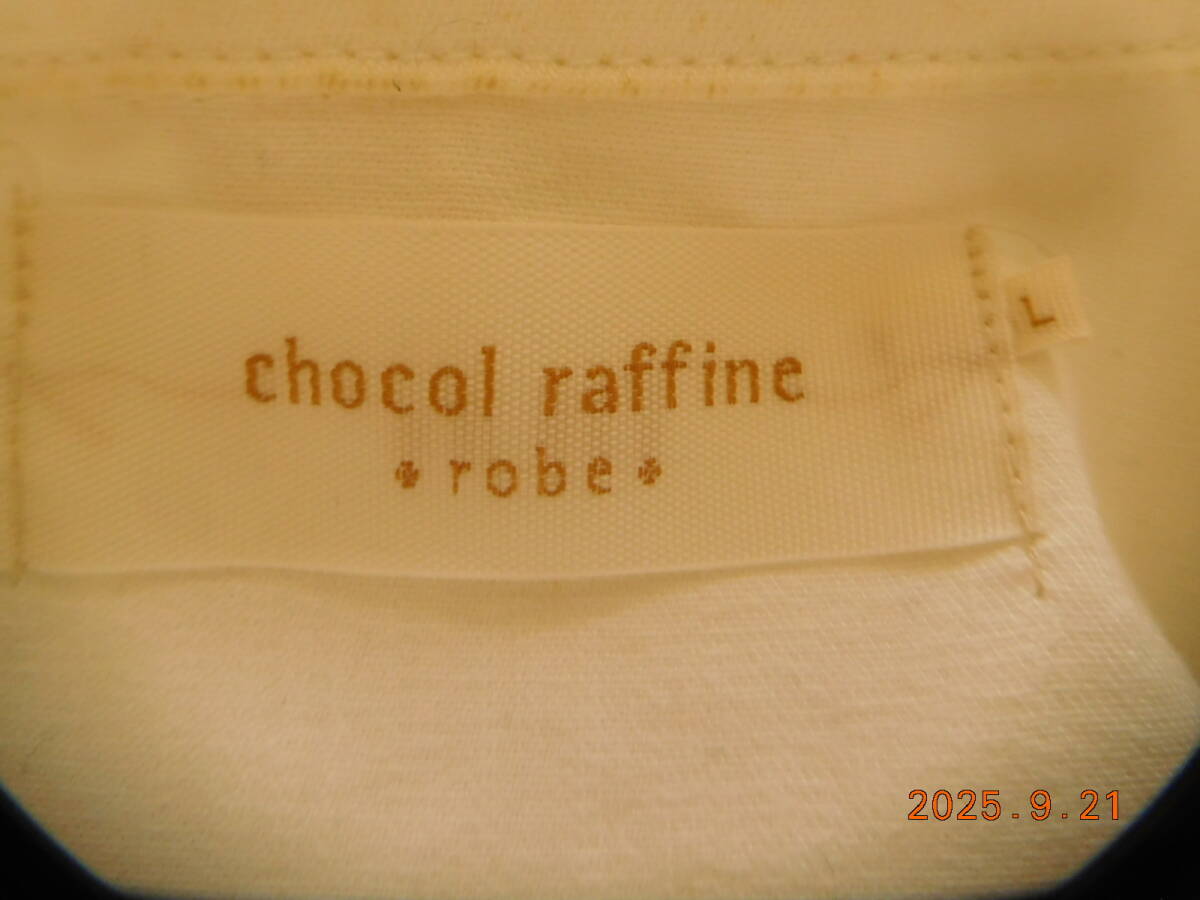 chocol raffine
robe
L
2025.9.21